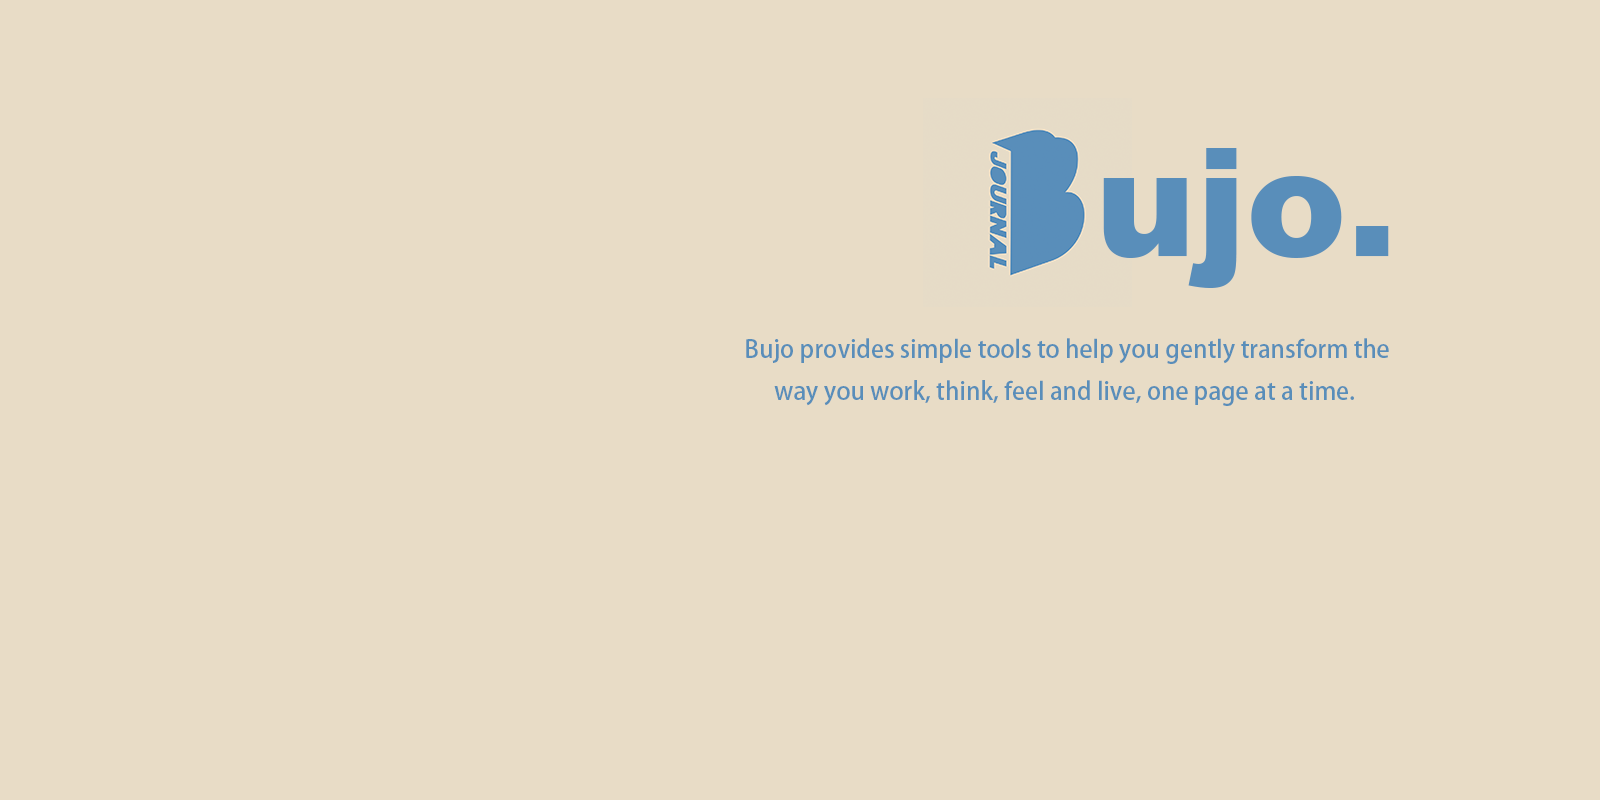 JOURNAL
Bujo.
Bujo provides simple tools to help you gently transform the
way you work, think, feel and live, one page at a time.